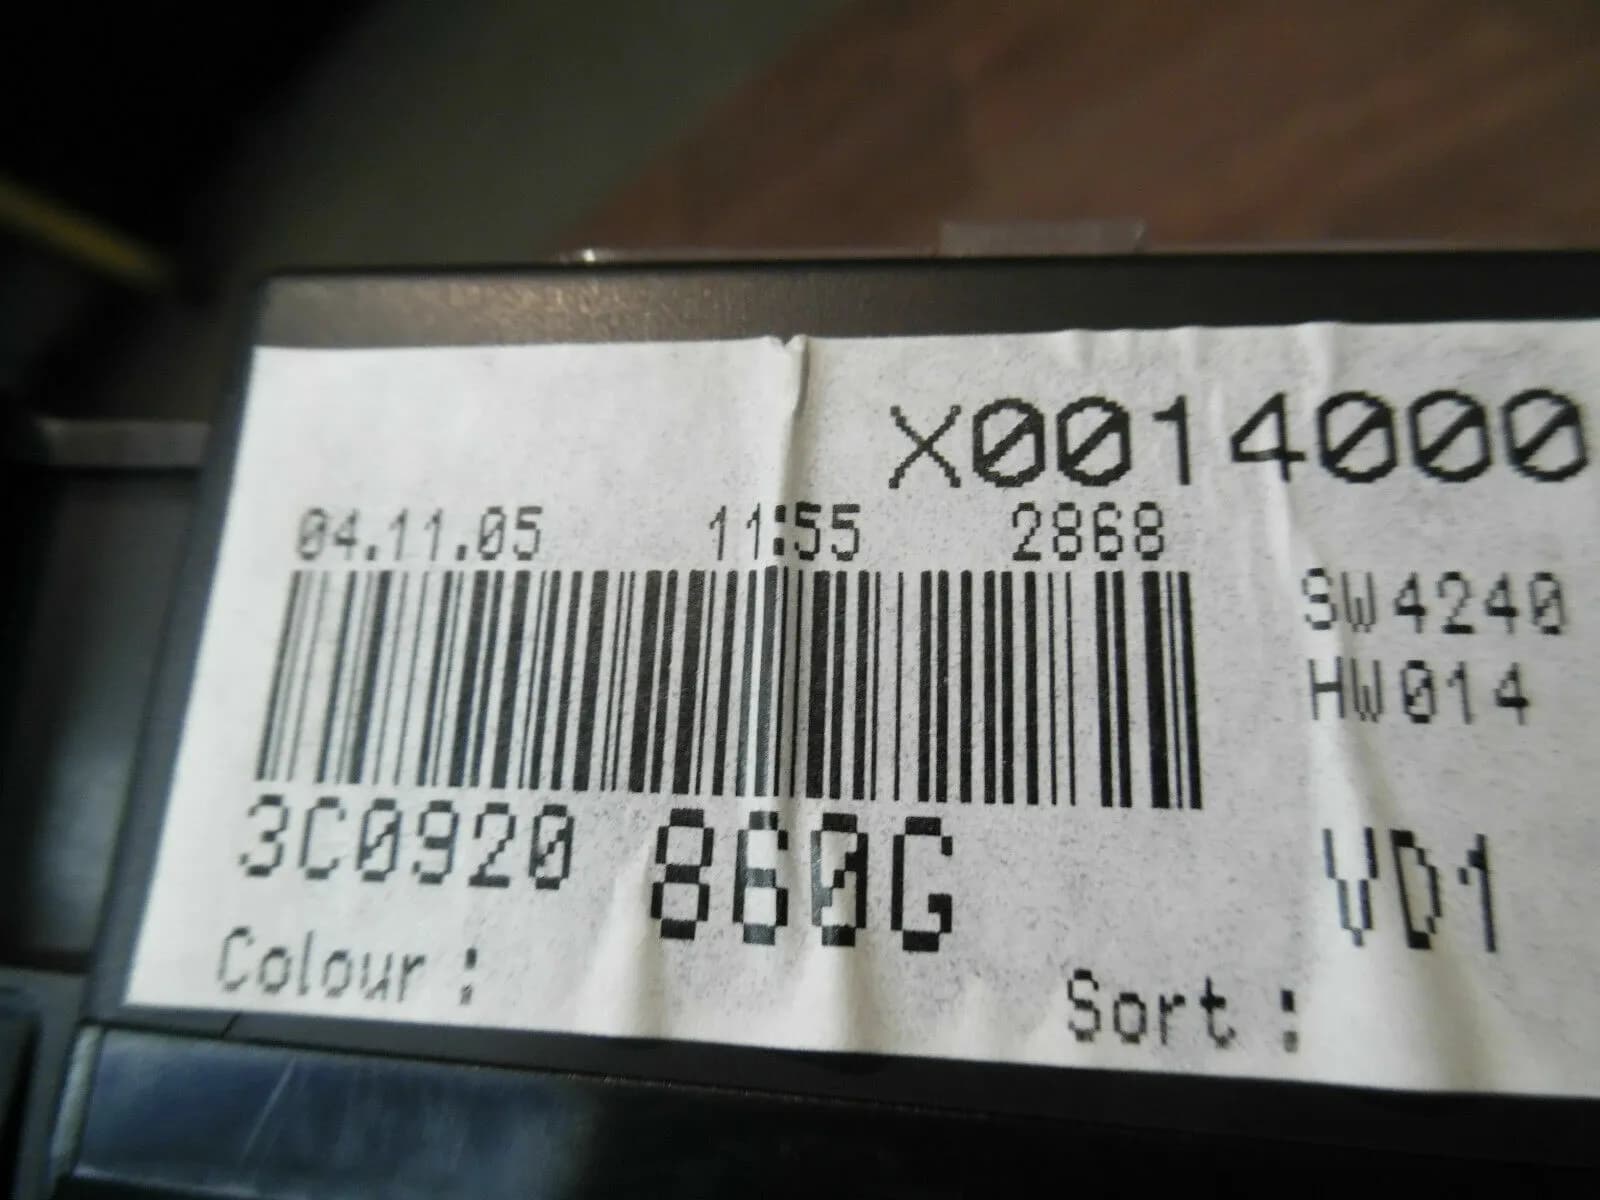 X0014000
04.11.05 11:55 2868
SW4240
HW014
3C0920 860G VD1
Colour : Sort :